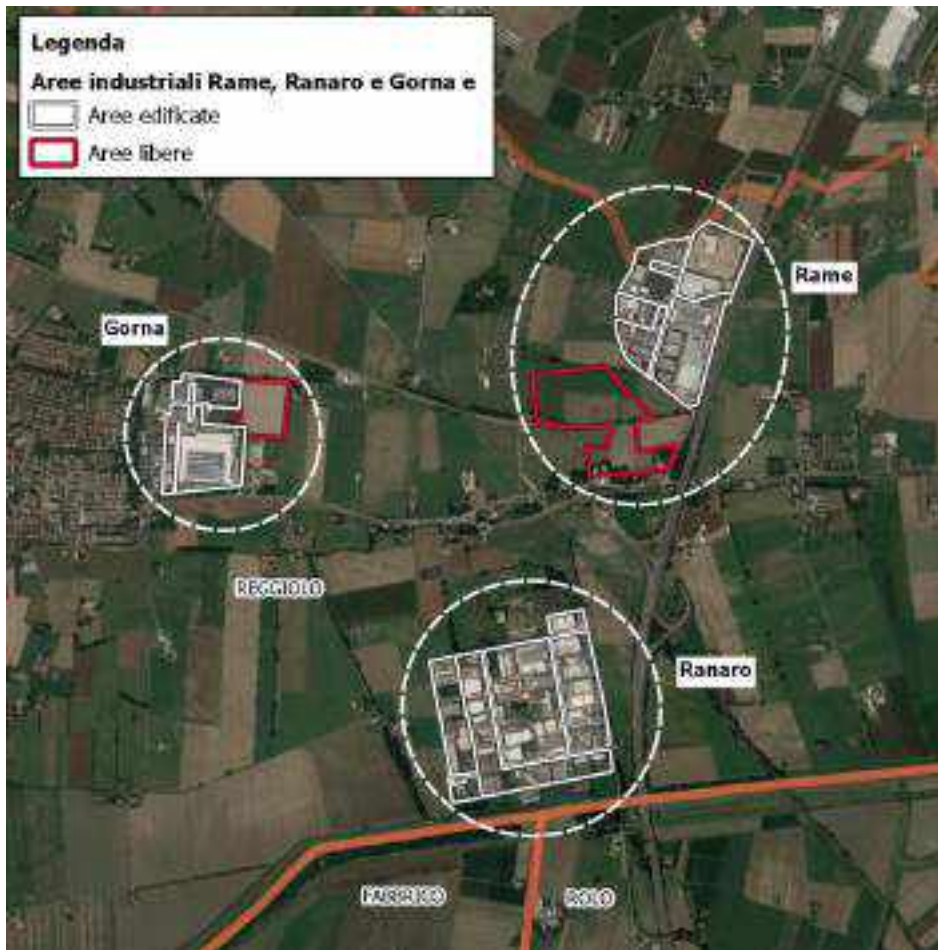 Legenda
Aree industriali Rame, Ranaro e Gorna e
Aree edificate
Aree libere
Rame
Gorna
REGGIOLO
Ranaro
FABBRICO
ROLO